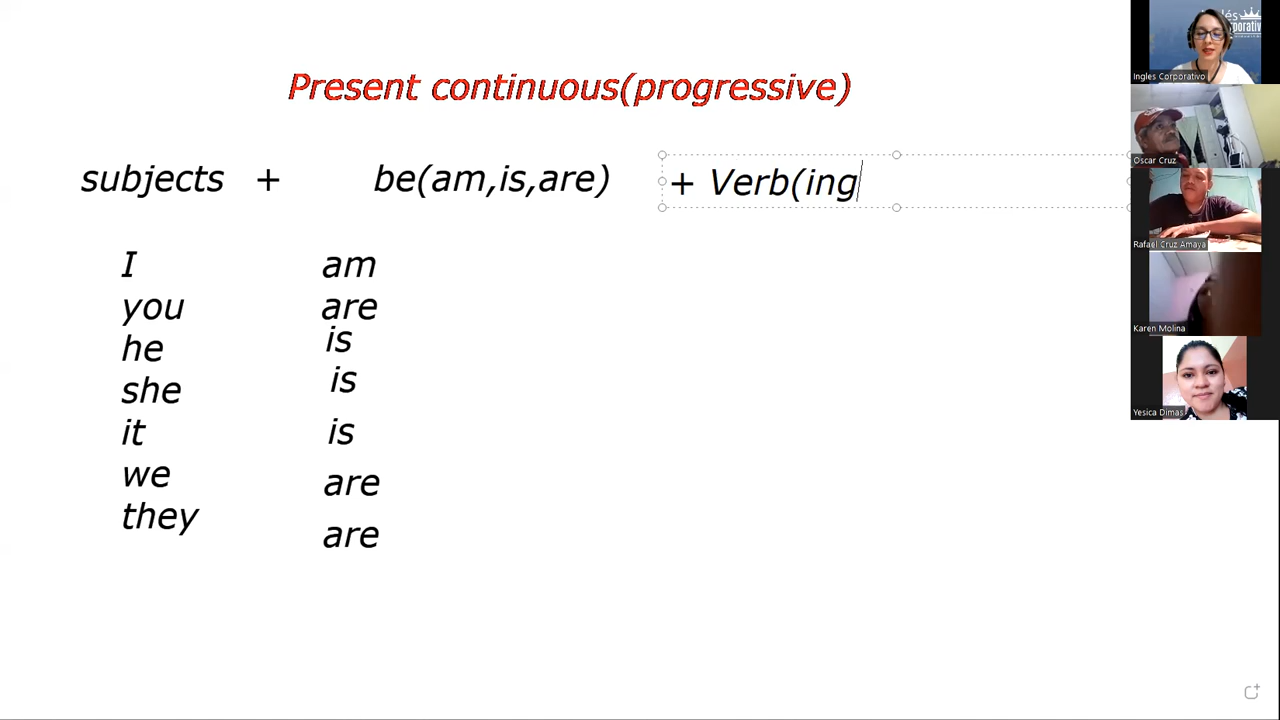 Present continuous(progressive)
subjects + be(am,is,are) + Verb(ing
I am
you are
he is
she is
it is
we are
they are
Ingles Corporativo
Oscar Cruz
Rafael Cruz Amaya
Karen Molina
Yesica Dimas